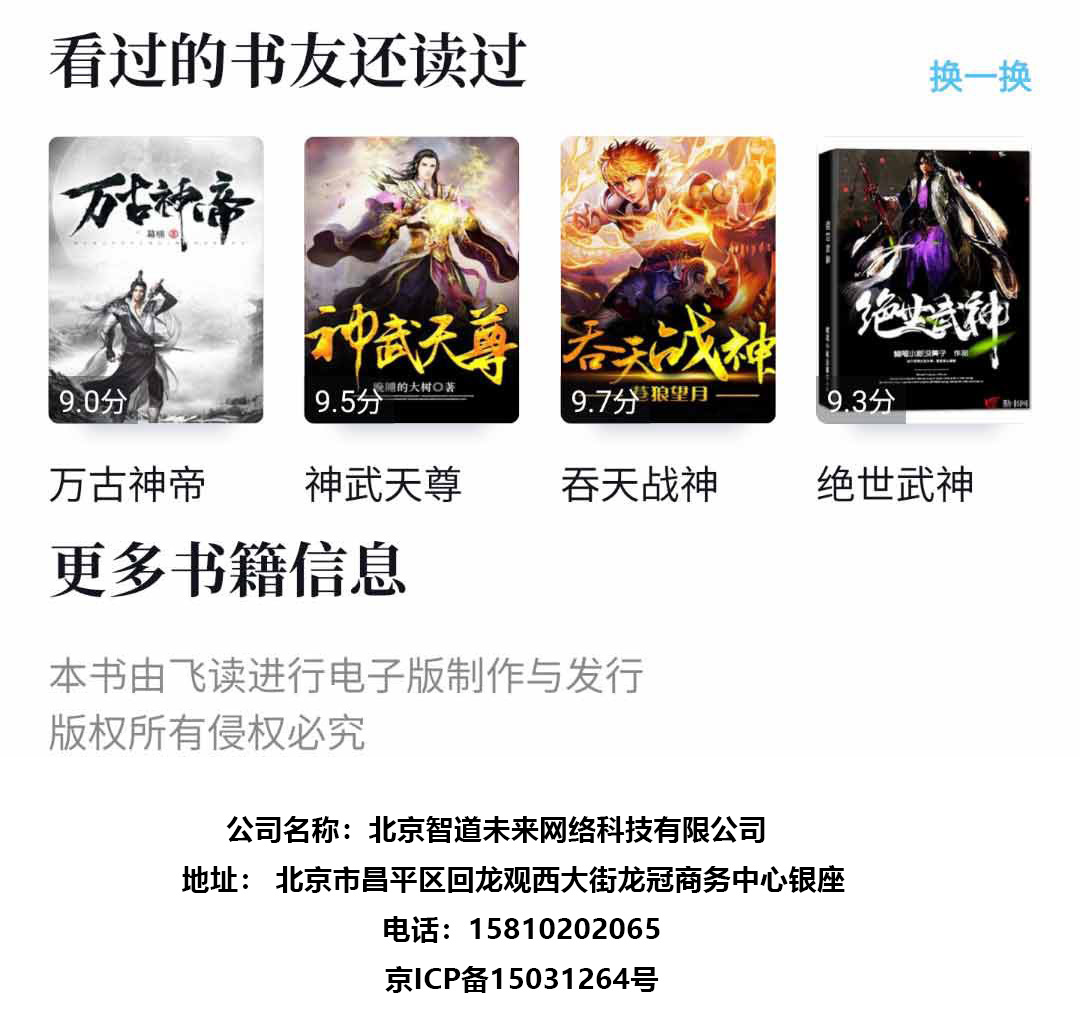 看过的书友还读过
换一换
万古神帝
9.0分
神武天尊
晚晴的大树◎著
9.5分
吞天战神
苍狼望月
9.7分
绝世武神
作品
9.3分
万古神帝
神武天尊
吞天战神
绝世武神
更多书籍信息
本书由飞读进行电子版制作与发行
版权所有侵权必究
公司名称：北京智道未来网络科技有限公司
地址： 北京市昌平区回龙观西大街龙冠商务中心银座
电话：15810202065
京ICP备15031264号